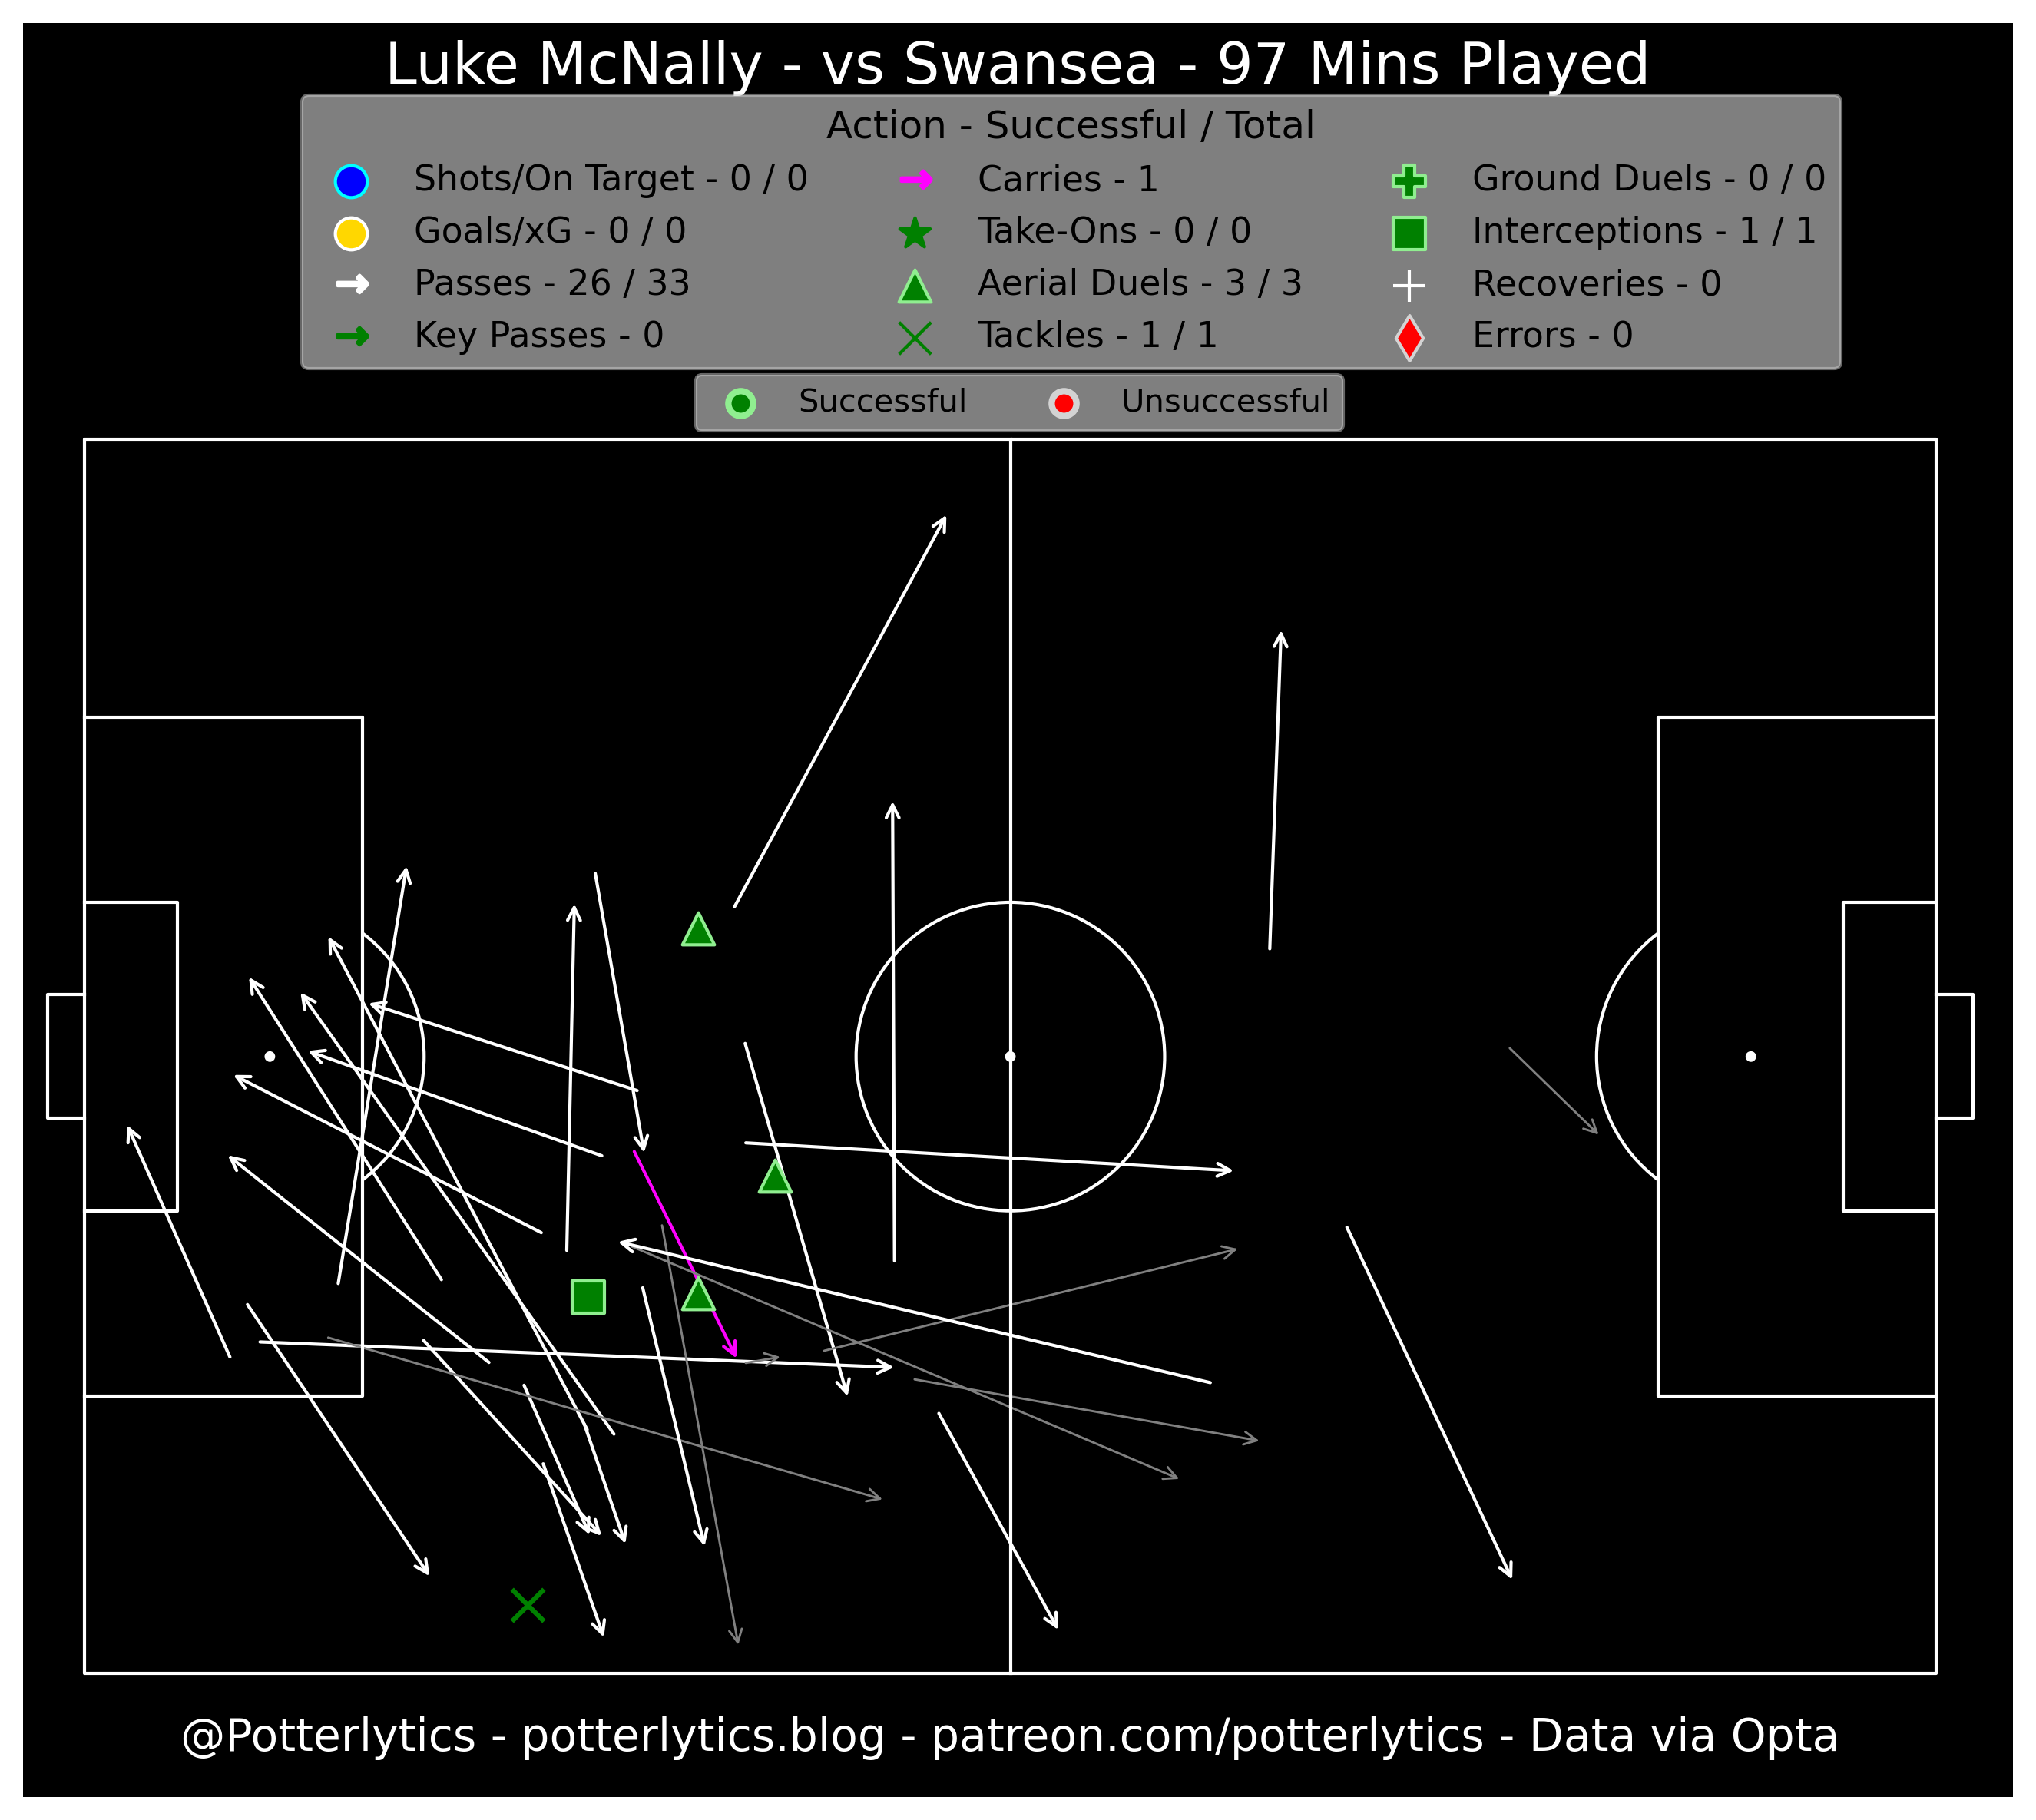 Luke McNally - vs Swansea - 97 Mins Played
Action - Successful / Total
Shots/On Target - 0 / 0
Goals/xG - 0 / 0
Passes - 26 / 33
Key Passes - 0
Carries - 1
Take-Ons - 0 / 0
Aerial Duels - 3 / 3
Tackles - 1 / 1
Ground Duels - 0 / 0
Interceptions - 1 / 1
Recoveries - 0
Errors - 0
Successful
Unsuccessful
@Potterlytics - potterlytics.blog - patreon.com/potterlytics - Data via Opta